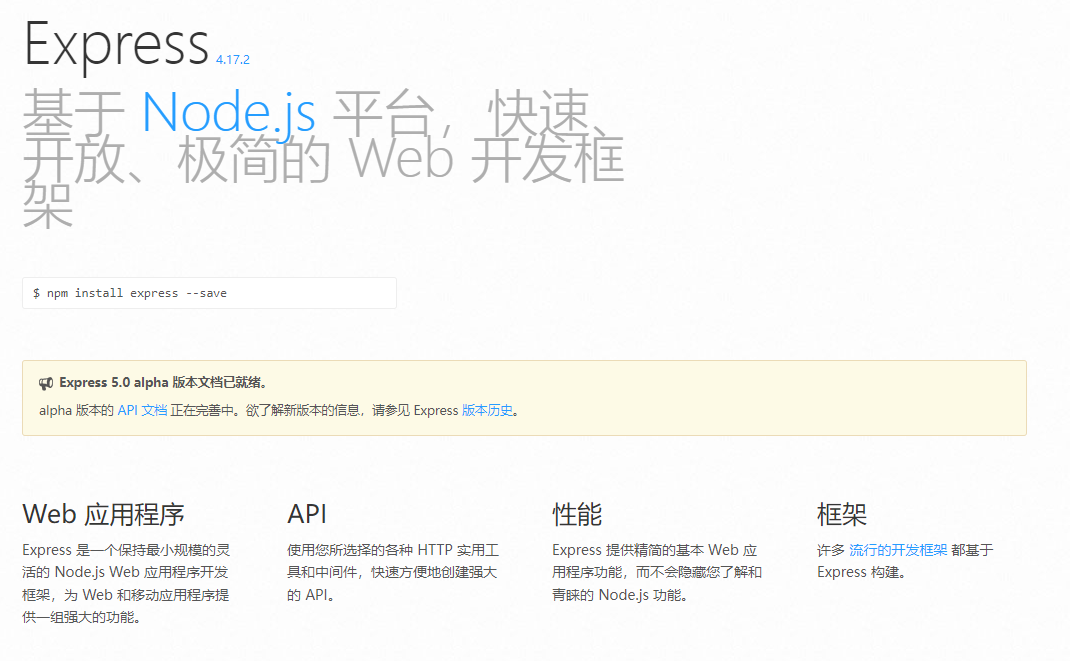 Express 4.17.2
基于 Node.js 平台，快速、
开放、极简的 Web 开发框
架
$ npm install express --save
Express 5.0 alpha 版本文档已就绪。
alpha 版本的 API 文档 正在完善中。欲了解新版本的信息，请参见 Express 版本历史。
Web 应用程序
Express 是一个保持最小规模的灵
活的 Node.js Web 应用程序开发
框架，为 Web 和移动应用程序提
供一组强大的功能。
API
使用您所选择的各种 HTTP 实用工
具和中间件，快速方便地创建强大
的 API。
性能
Express 提供精简的基本 Web 应
用程序功能，而不会隐藏您了解和
青睐的 Node.js 功能。
框架
许多 流行的开发框架 都基于
Express 构建。